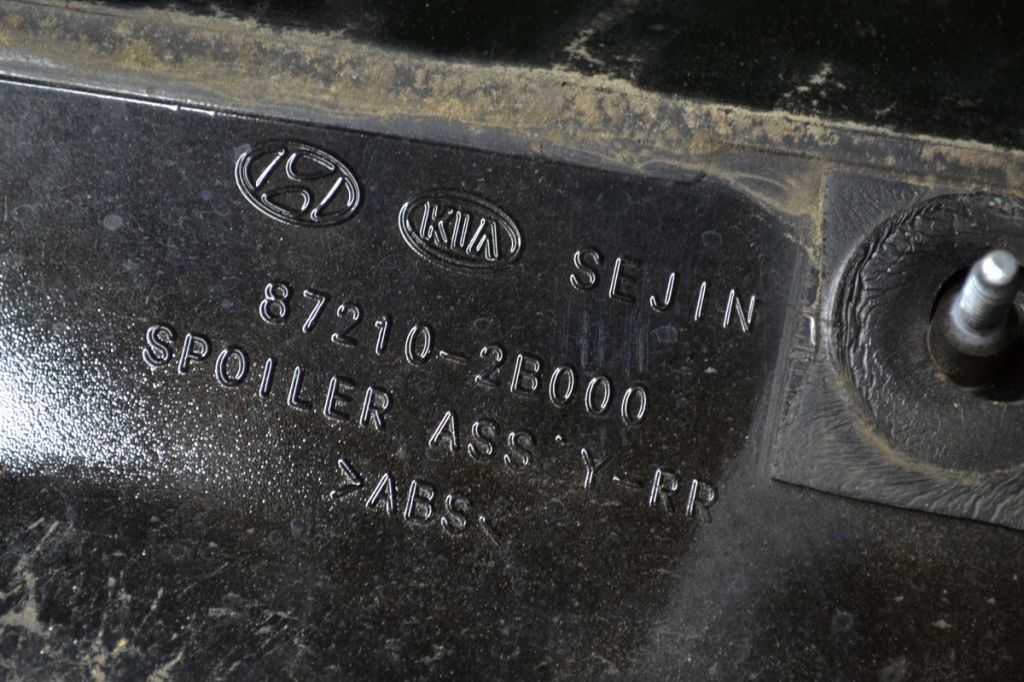 KIA SEJIN
87210-2B000
SPOILER ASS'Y-RR
>ABS<